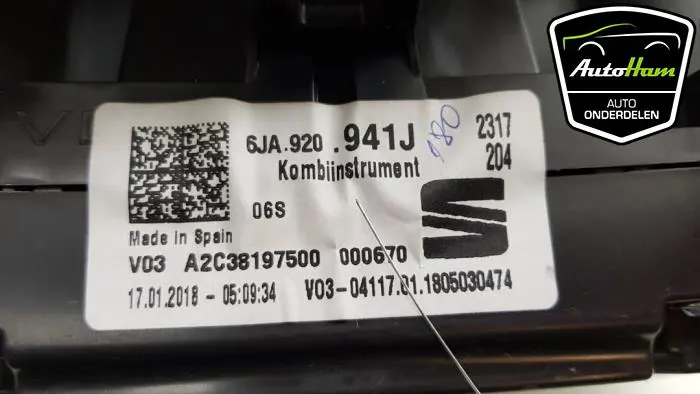 AutoHam
AUTO
ONDERDELEN
6JA.920 .941J
180
2317
204
Kombiinstrument
06S
Made in Spain
V03 A2C38197500 000670
17.01.2018 - 05:09:34 V03-04117.01.1805030474